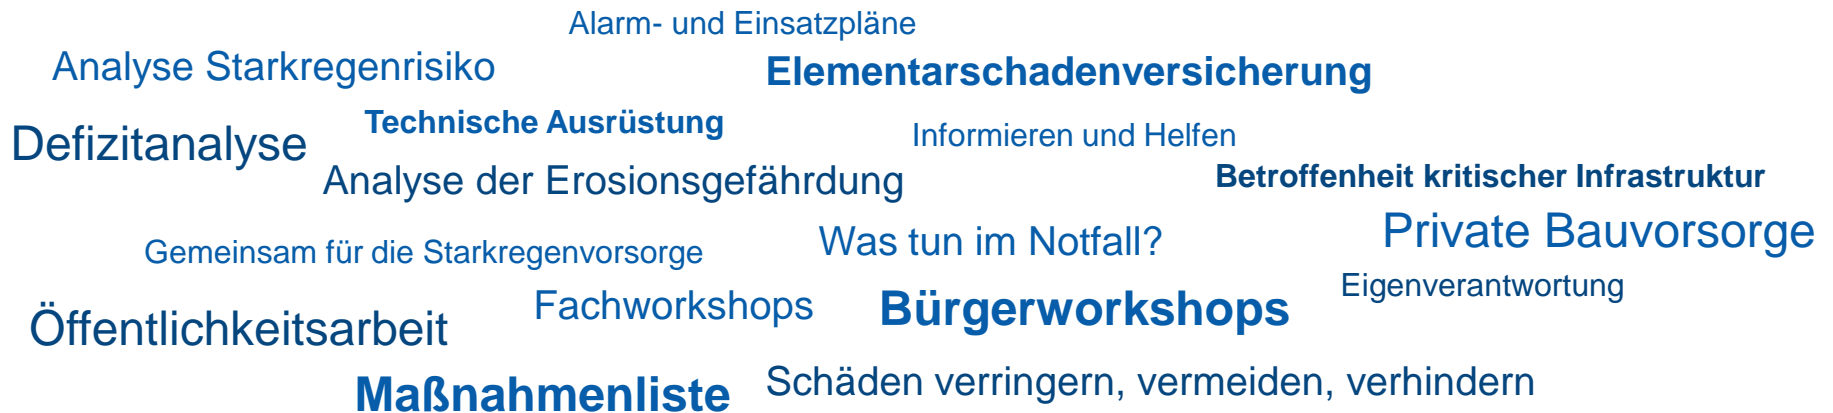 Alarm- und Einsatzpläne
Analyse Starkregenrisiko
Elementarschadenversicherung
Technische Ausrüstung
Defizitanalyse
Informieren und Helfen
Analyse der Erosionsgefährdung
Betroffenheit kritischer Infrastruktur
Private Bauvorsorge
Was tun im Notfall?
Gemeinsam für die Starkregenvorsorge
Eigenverantwortung
Fachworkshops
Bürgerworkshops
Öffentlichkeitsarbeit
Schäden verringern, vermeiden, verhindern
Maßnahmenliste